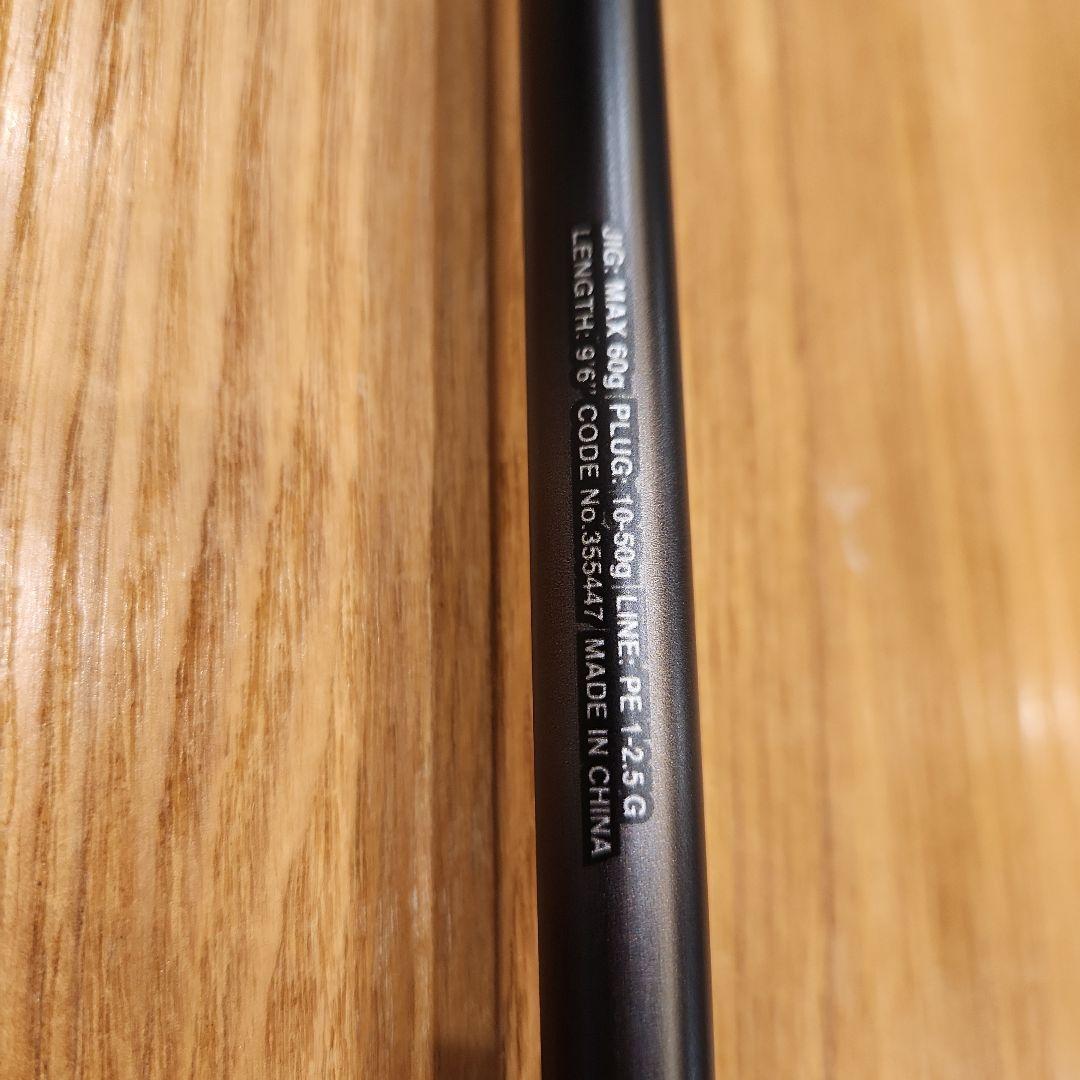 JIG: MAX 60g | PLUG: 10-50g | LINE: PE 1-2.5 G
LENGTH: 9'6" CODE No.355447 | MADE IN CHINA